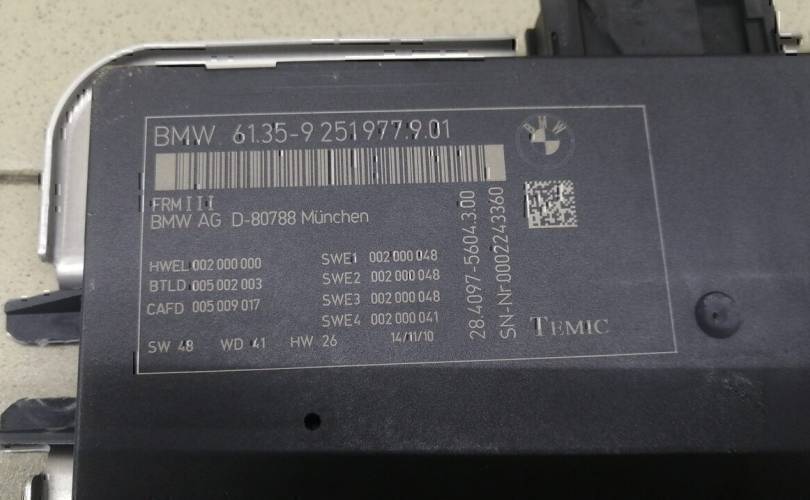 BMW 61.35-9 251977 9.01
FRM III
BMW AG D-80788 München
HWEL 002 000 000
BTLD 005 002 003
CAFD 005 009 017
SWE1 002 000 048
SWE2 002 000 048
SWE3 002 000 048
SWE4 002 000 041
SW 48 WD 41 HW 26 14/11/10
28.4097-5604.3.00
SN-Nr.0002243360
BMW
TEMIC